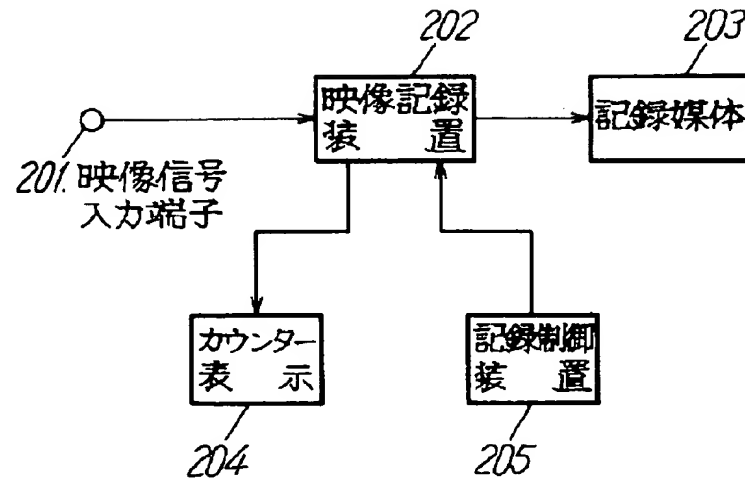 202
203
映像記録
装 置
記録媒体
201. 映像信号
入力端子
カウンター
表 示
記録制御
装 置
204
205